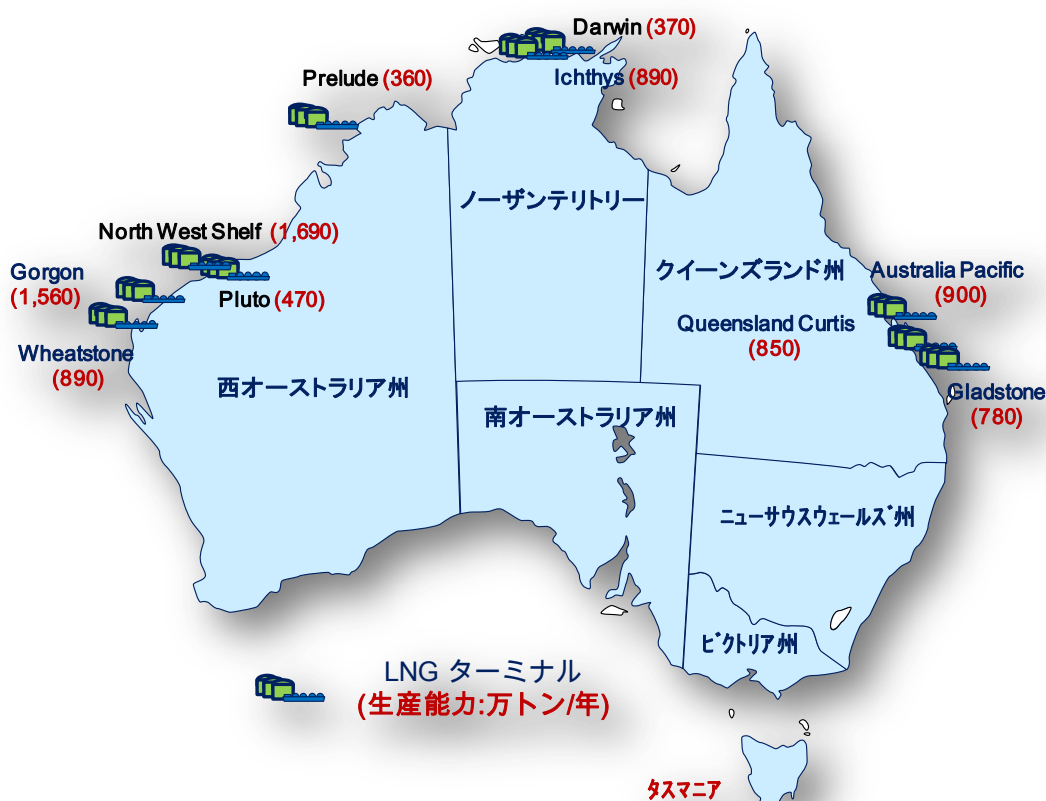 Darwin (370)
Ichthys (890)
Prelude (360)
ノーザンテリトリー
North West Shelf (1,690)
Gorgon
(1,560)
Pluto (470)
クイーンズランド州
Australia Pacific
(900)
Queensland Curtis
(850)
Wheatstone
(890)
西オーストラリア州
Gladstone
(780)
南オーストラリア州
ニューサウスウェールズ州
ビクトリア州
LNG ターミナル
(生産能力:万トン/年)
タスマニア